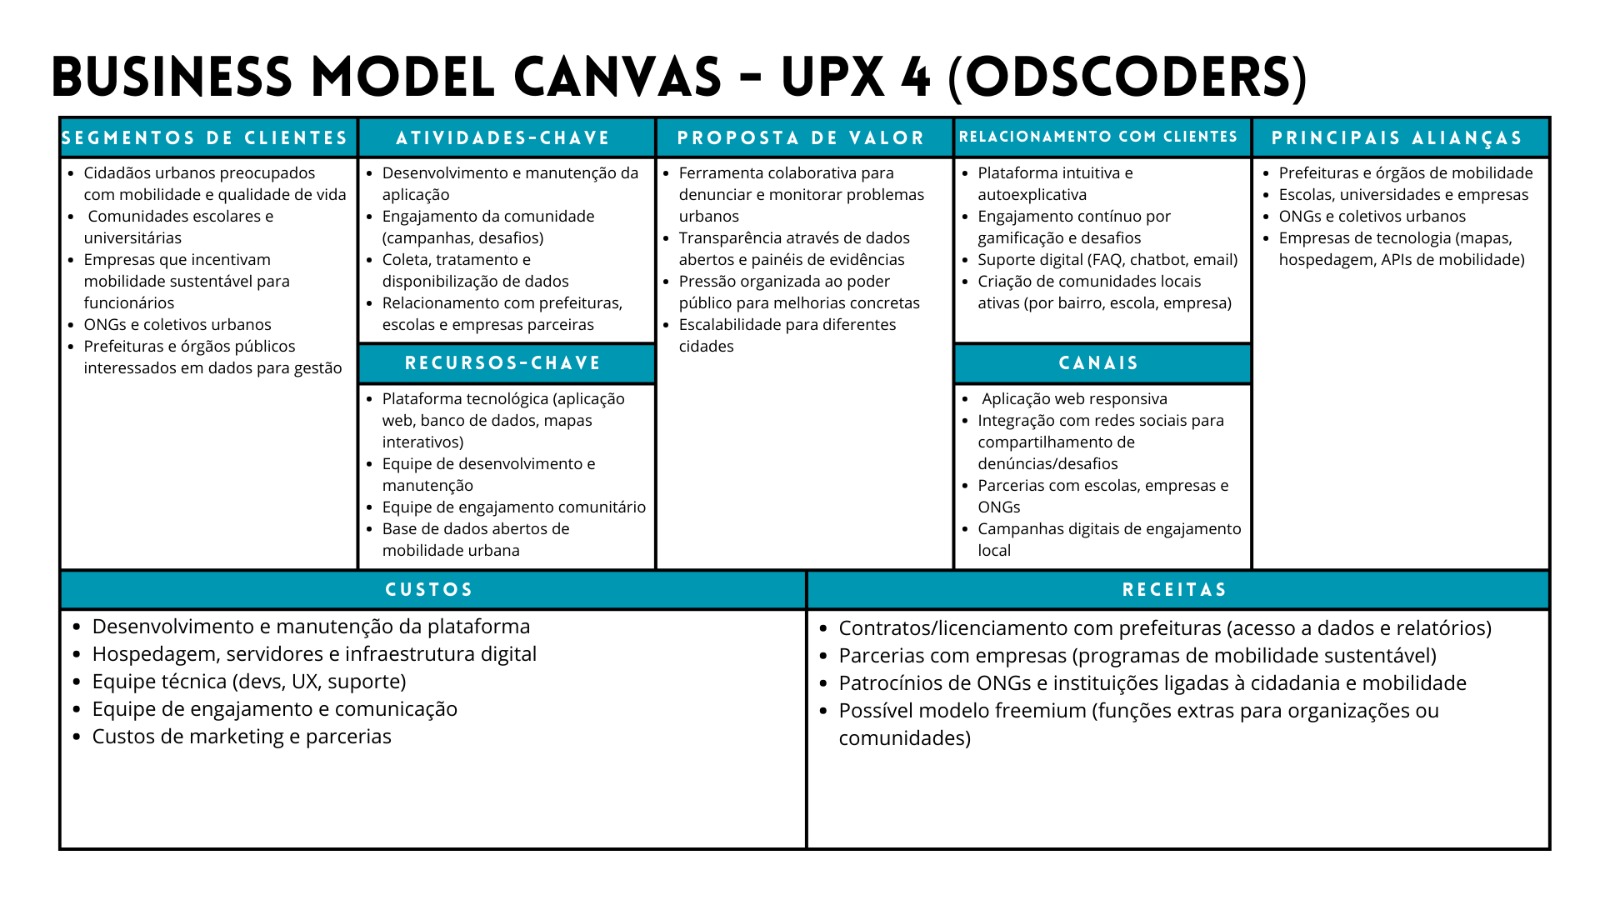 BUSINESS MODEL CANVAS - UPX 4 (ODSCODERS)
SEGMENTOS DE CLIENTES
• Cidadãos urbanos preocupados
com mobilidade e qualidade de vida
• Comunidades escolares e
universitárias
• Empresas que incentivam
mobilidade sustentável para
funcionários
• ONGs e coletivos urbanos
• Prefeituras e órgãos públicos
interessados em dados para gestão
ATIVIDADES-CHAVE
• Desenvolvimento e manutenção da
aplicação
• Engajamento da comunidade
(campanhas, desafios)
• Coleta, tratamento e
disponibilização de dados
• Relacionamento com prefeituras,
escolas e empresas parceiras
RECURSOS-CHAVE
• Plataforma tecnológica (aplicação
web, banco de dados, mapas
interativos)
• Equipe de desenvolvimento e
manutenção
• Equipe de engajamento comunitário
• Base de dados abertos de
mobilidade urbana
PROPOSTA DE VALOR
• Ferramenta colaborativa para
denunciar e monitorar problemas
urbanos
• Transparência através de dados
abertos e painéis de evidências
• Pressão organizada ao poder
público para melhorias concretas
• Escalabilidade para diferentes
cidades
RELACIONAMENTO COM CLIENTES
• Plataforma intuitiva e
autoexplicativa
• Engajamento contínuo por
gamificação e desafios
• Suporte digital (FAQ, chatbot, email)
• Criação de comunidades locais
ativas (por bairro, escola, empresa)
CANAIS
• Aplicação web responsiva
• Integração com redes sociais para
compartilhamento de
denúncias/desafios
• Parcerias com escolas, empresas e
ONGs
• Campanhas digitais de engajamento
local
PRINCIPAIS ALIANÇAS
• Prefeituras e órgãos de mobilidade
• Escolas, universidades e empresas
• ONGs e coletivos urbanos
• Empresas de tecnologia (mapas,
hospedagem, APIs de mobilidade)
CUSTOS
• Desenvolvimento e manutenção da plataforma
• Hospedagem, servidores e infraestrutura digital
• Equipe técnica (devs, UX, suporte)
• Equipe de engajamento e comunicação
• Custos de marketing e parcerias
RECEITAS
• Contratos/licenciamento com prefeituras (acesso a dados e relatórios)
• Parcerias com empresas (programas de mobilidade sustentável)
• Patrocínios de ONGs e instituições ligadas à cidadania e mobilidade
• Possível modelo freemium (funções extras para organizações ou
comunidades)